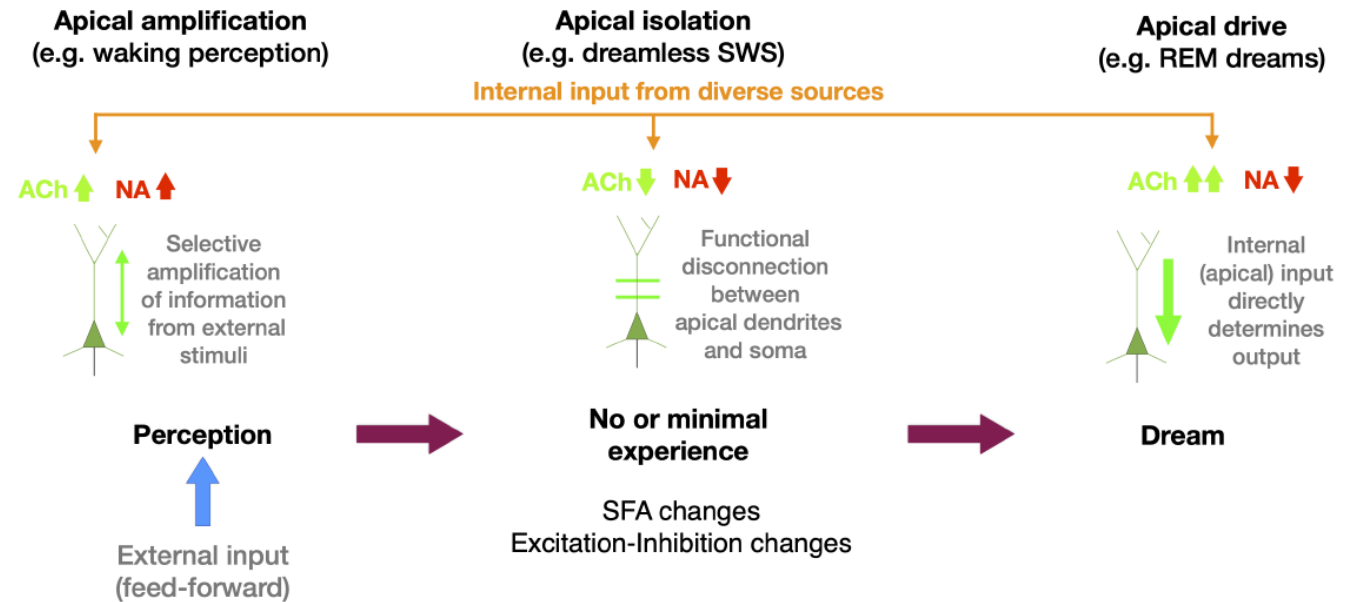 Apical amplification
(e.g. waking perception)
Apical isolation
(e.g. dreamless SWS)
Apical drive
(e.g. REM dreams)
Internal input from diverse sources
ACh NA
ACh NA
ACh NA
Selective
amplification
of information
from external
stimuli
Functional
disconnection
between
apical dendrites
and soma
Internal
(apical) input
directly
determines
output
Perception
No or minimal
experience
Dream
SFA changes
Excitation-Inhibition changes
External input
(feed-forward)